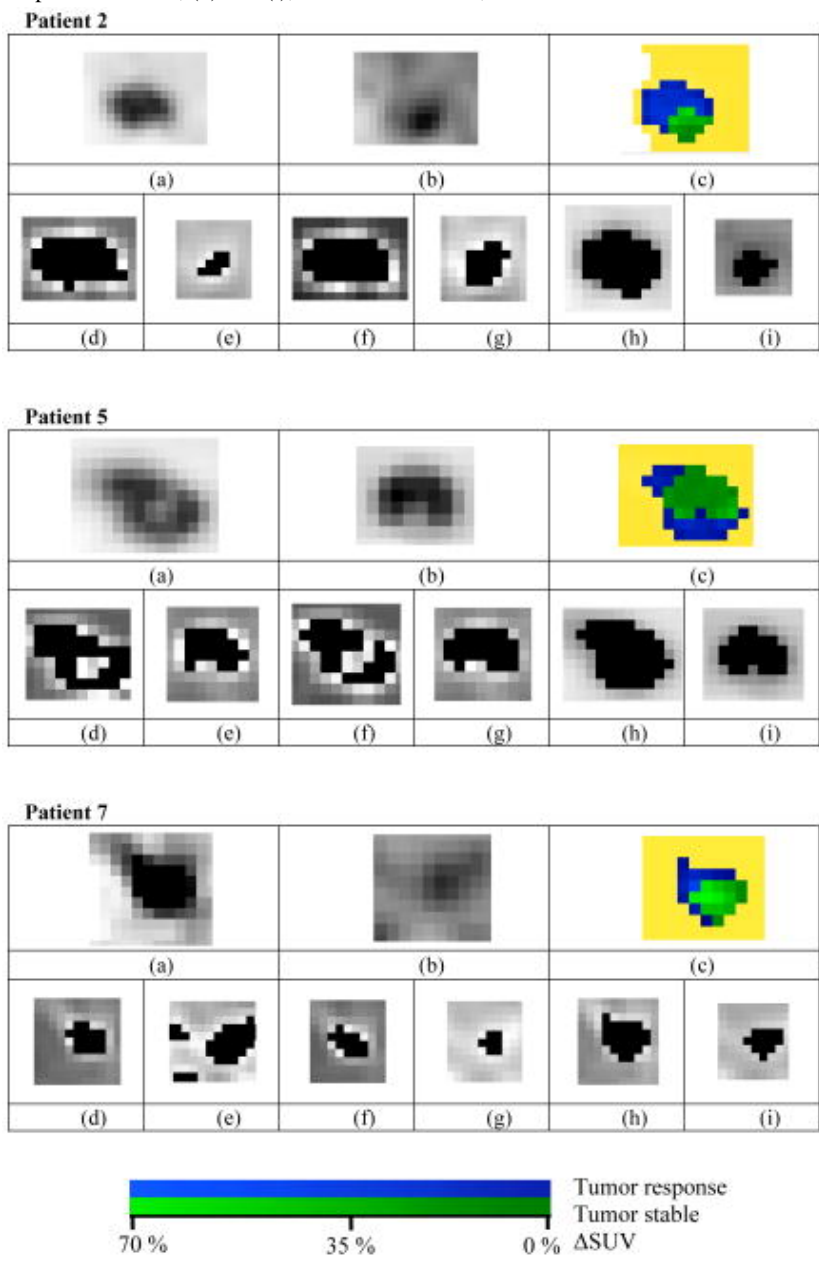 Patient 2
(a) (b) (c)
(d) (e) (f) (g) (h) (i)
Patient 5
(a) (b) (c)
(d) (e) (f) (g) (h) (i)
Patient 7
(a) (b) (c)
(d) (e) (f) (g) (h) (i)
Tumor response
Tumor stable
70 % 35 % 0 % ΔSUV